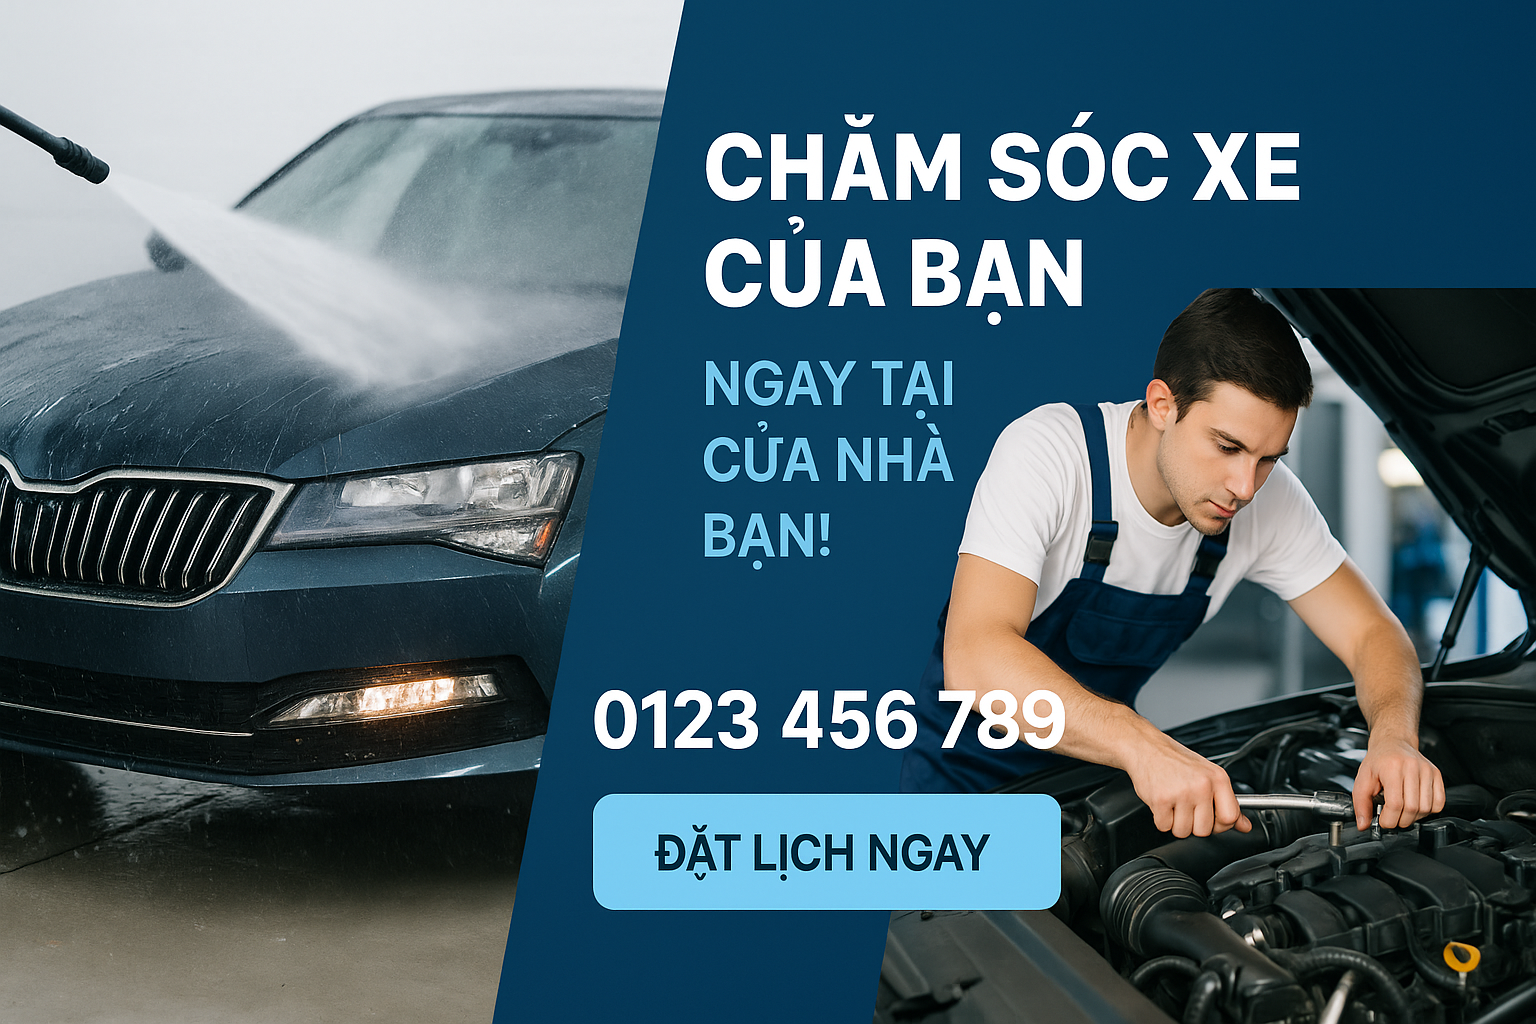 CHĂM SÓC XE
CỦA BẠN
NGAY TẠI
CỬA NHÀ
BẠN!
0123 456 789
ĐẶT LỊCH NGAY